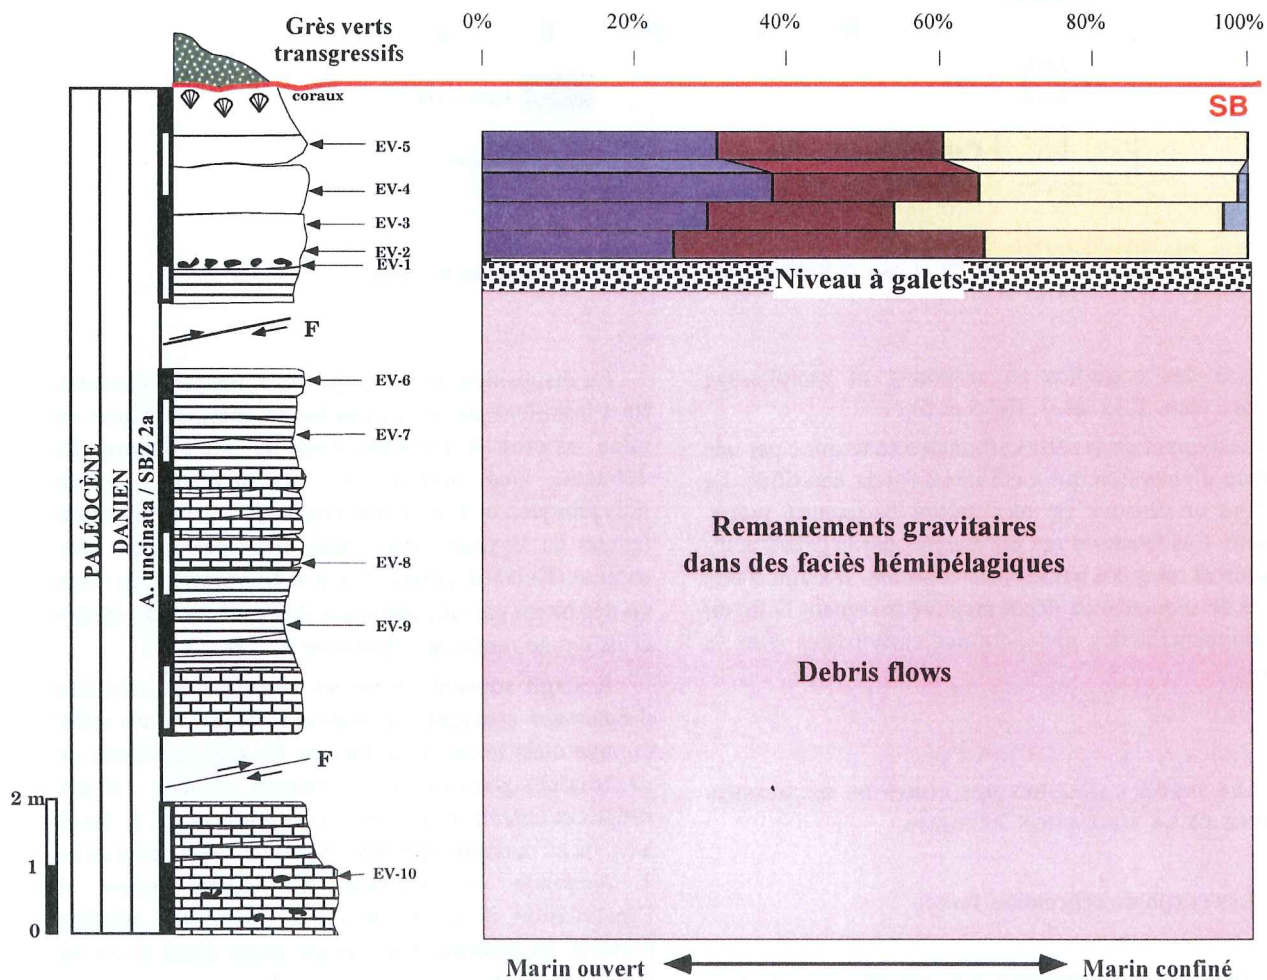 Grès verts
transgressifs
0% 20% 40% 60% 80% 100%
coraux
SB
EV-5
EV-4
EV-3
EV-2
EV-1
Niveau à galets
F
EV-6
EV-7
PALÉOCÈNE
DANIEN
A. uncinata / SBZ 2a
Remaniements gravitaires
dans des faciès hémipélagiques
EV-8
EV-9
Debris flows
F
2 m
1
0
EV-10
Marin ouvert Marin confiné